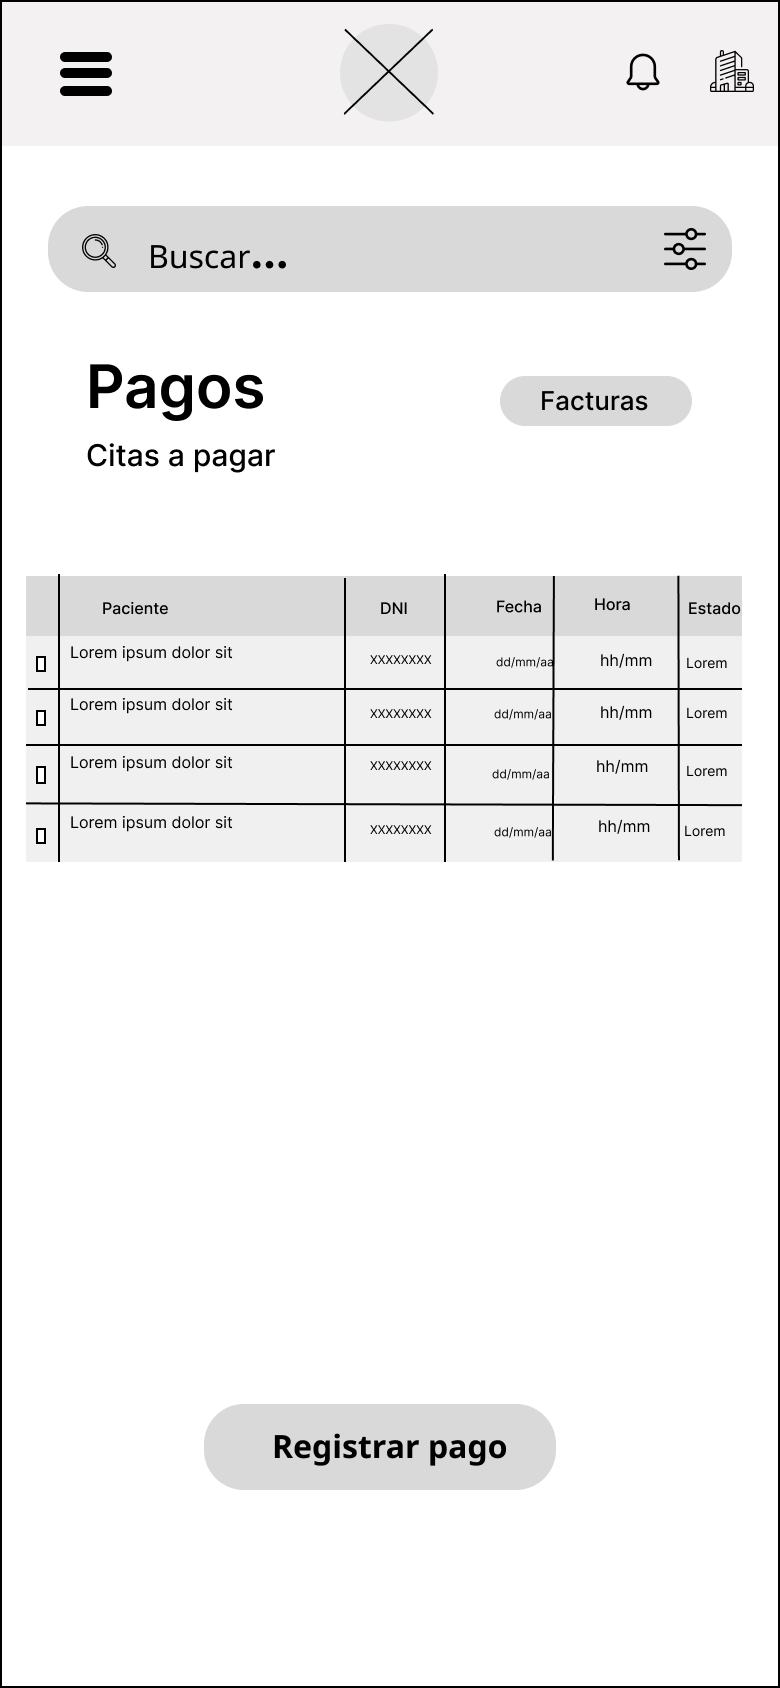 Buscar...
Pagos
Facturas
Citas a pagar
Paciente DNI Fecha Hora Estado
Lorem ipsum dolor sit XXXXXXXX dd/mm/aa hh/mm Lorem
Lorem ipsum dolor sit XXXXXXXX dd/mm/aa hh/mm Lorem
Lorem ipsum dolor sit XXXXXXXX dd/mm/aa hh/mm Lorem
Lorem ipsum dolor sit XXXXXXXX dd/mm/aa hh/mm Lorem
Registrar pago